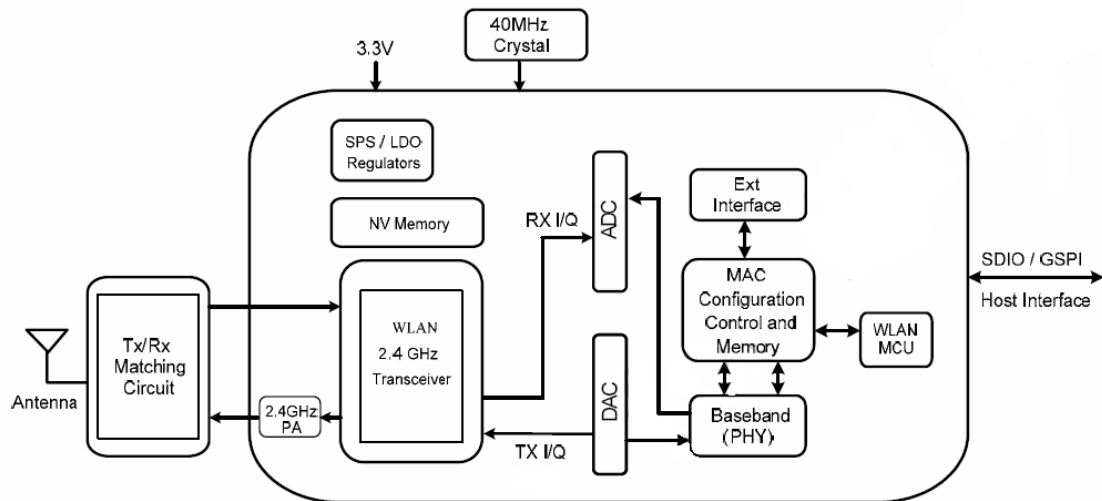 40MHz
Crystal
3.3V
SPS / LDO
Regulators
NV Memory
RX I/Q
ADC
Ext
Interface
MAC
Configuration
Control and
Memory
SDIO / GSPI
Host Interface
WLAN
MCU
WLAN
2.4 GHz
Transceiver
Tx/Rx
Matching
Circuit
Antenna
2.4GHz
PA
TX I/Q
DAC
Baseband
(PHY)